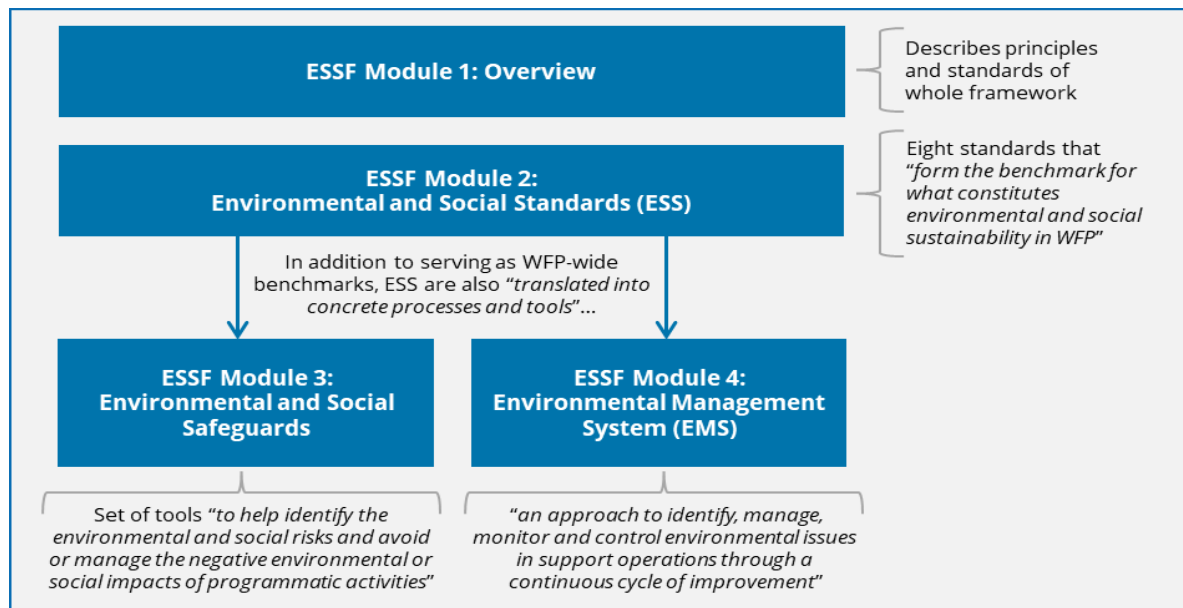 ESSF Module 1: Overview
Describes principles
and standards of
whole framework
ESSF Module 2:
Environmental and Social Standards (ESS)
Eight standards that
“form the benchmark for
what constitutes
environmental and social
sustainability in WFP”
In addition to serving as WFP-wide
benchmarks, ESS are also “translated into
concrete processes and tools”…
ESSF Module 3:
Environmental and Social
Safeguards
ESSF Module 4:
Environmental Management
System (EMS)
Set of tools “to help identify the
environmental and social risks and avoid
or manage the negative environmental or
social impacts of programmatic activities”
“an approach to identify, manage,
monitor and control environmental issues
in support operations through a
continuous cycle of improvement”